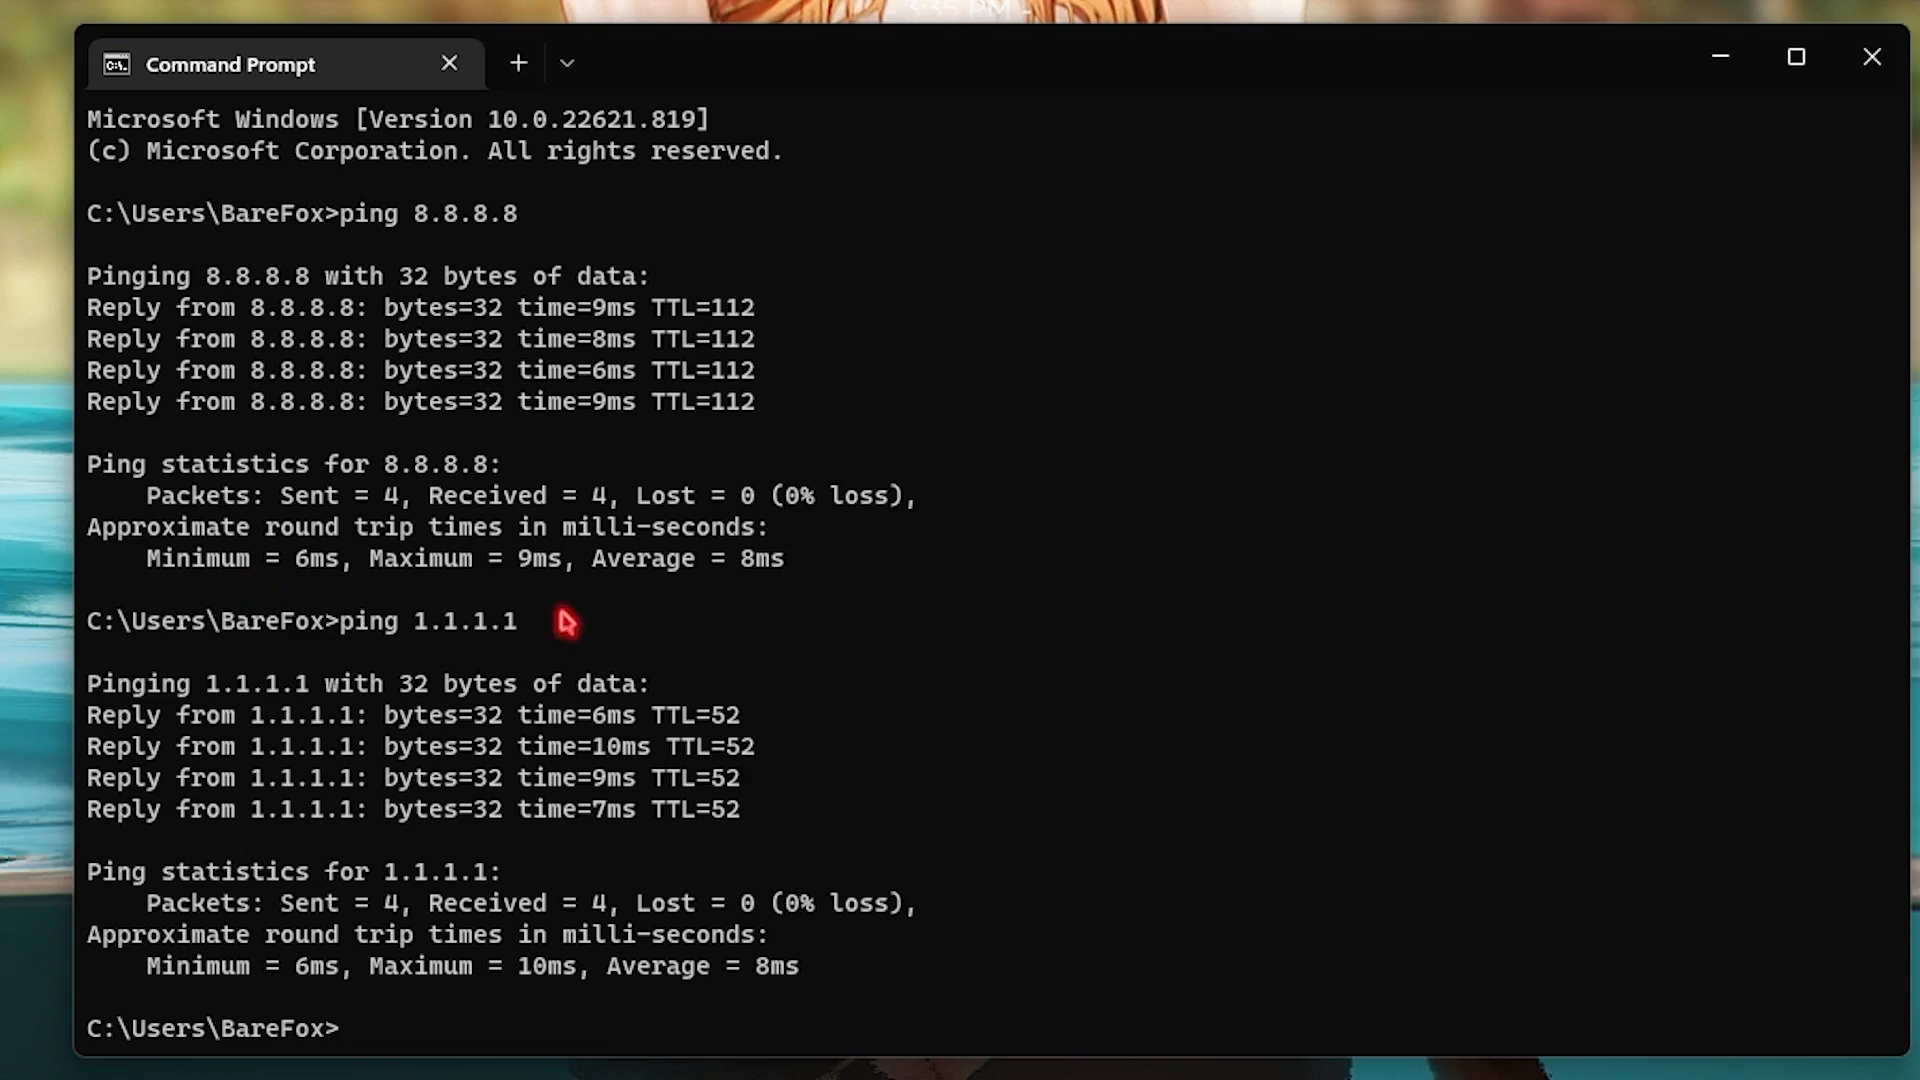 3:35 PM -
Command Prompt
Microsoft Windows [Version 10.0.22621.819]
(c) Microsoft Corporation. All rights reserved.
C:\Users\BareFox>ping 8.8.8.8
Pinging 8.8.8.8 with 32 bytes of data:
Reply from 8.8.8.8: bytes=32 time=9ms TTL=112
Reply from 8.8.8.8: bytes=32 time=8ms TTL=112
Reply from 8.8.8.8: bytes=32 time=6ms TTL=112
Reply from 8.8.8.8: bytes=32 time=9ms TTL=112
Ping statistics for 8.8.8.8:
    Packets: Sent = 4, Received = 4, Lost = 0 (0% loss),
Approximate round trip times in milli-seconds:
    Minimum = 6ms, Maximum = 9ms, Average = 8ms
C:\Users\BareFox>ping 1.1.1.1
Pinging 1.1.1.1 with 32 bytes of data:
Reply from 1.1.1.1: bytes=32 time=6ms TTL=52
Reply from 1.1.1.1: bytes=32 time=10ms TTL=52
Reply from 1.1.1.1: bytes=32 time=9ms TTL=52
Reply from 1.1.1.1: bytes=32 time=7ms TTL=52
Ping statistics for 1.1.1.1:
    Packets: Sent = 4, Received = 4, Lost = 0 (0% loss),
Approximate round trip times in milli-seconds:
    Minimum = 6ms, Maximum = 10ms, Average = 8ms
C:\Users\BareFox>